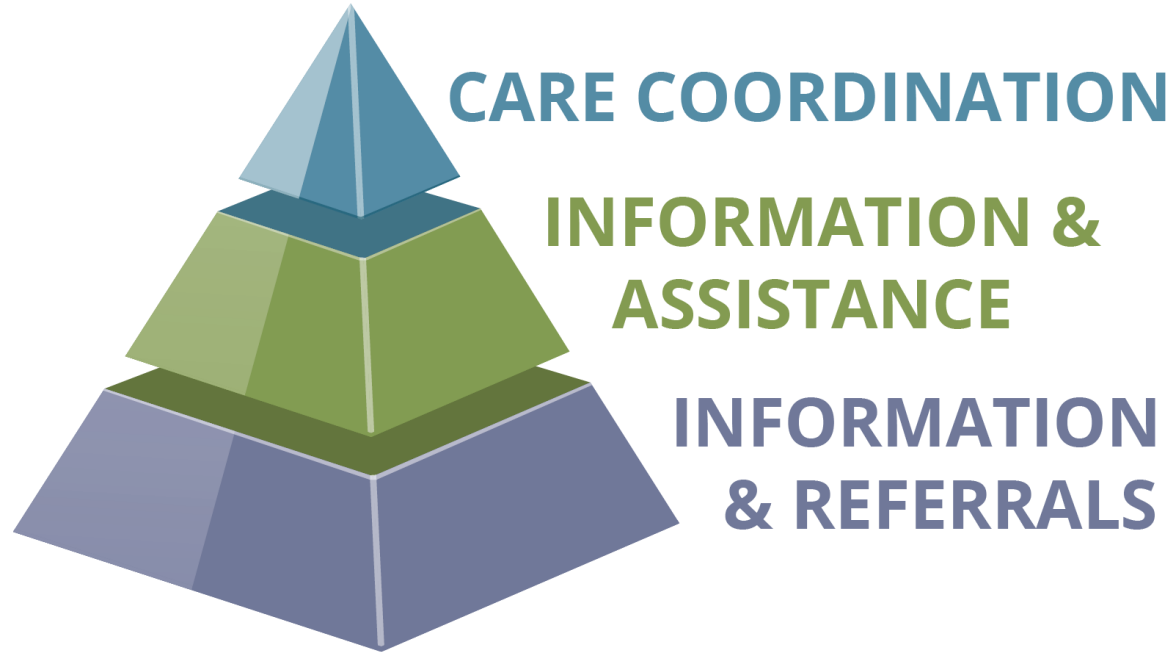 CARE COORDINATION
INFORMATION &
ASSISTANCE
INFORMATION
& REFERRALS